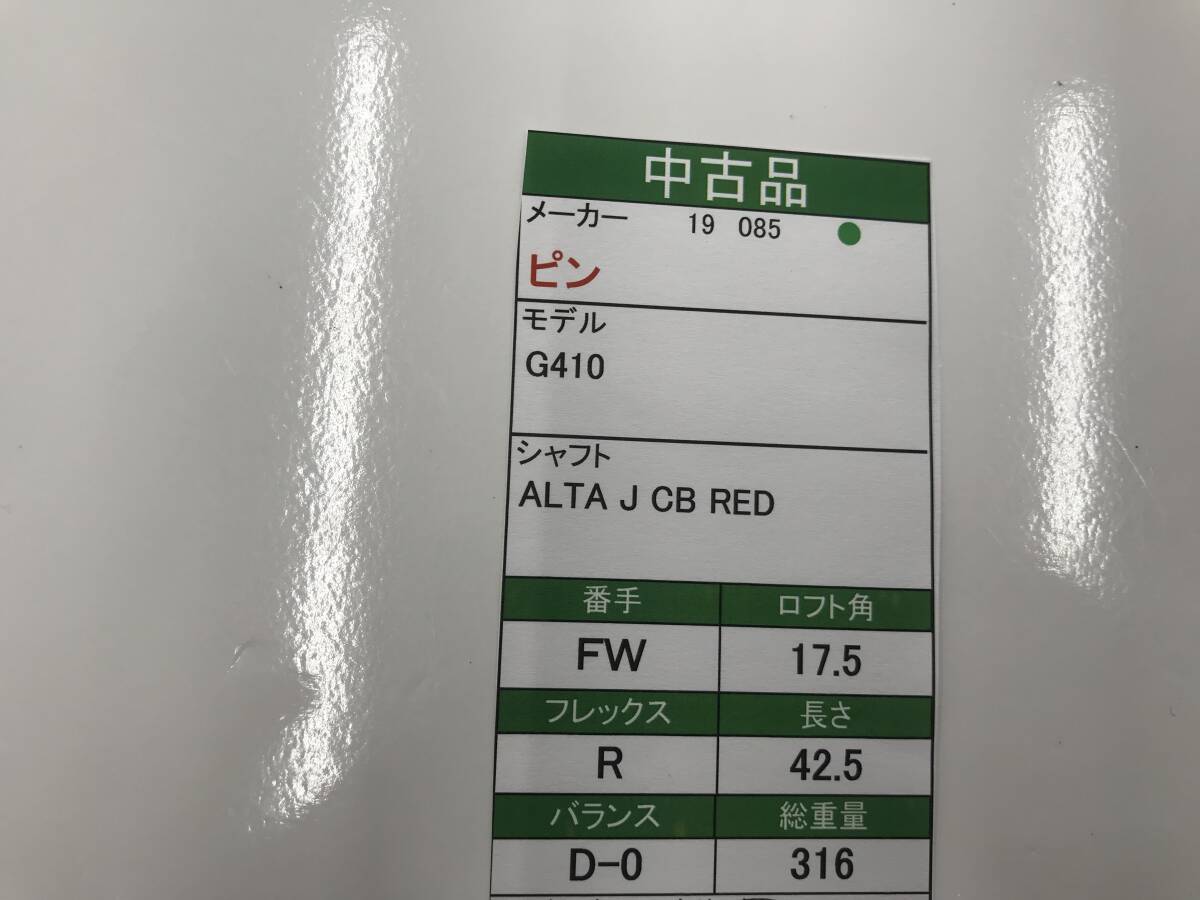 中古品
メーカー 19 085
ピン
モデル
G410
シャフト
ALTA J CB RED
番手 ロフト角
FW 17.5
フレックス 長さ
R 42.5
バランス 総重量
D-0 316